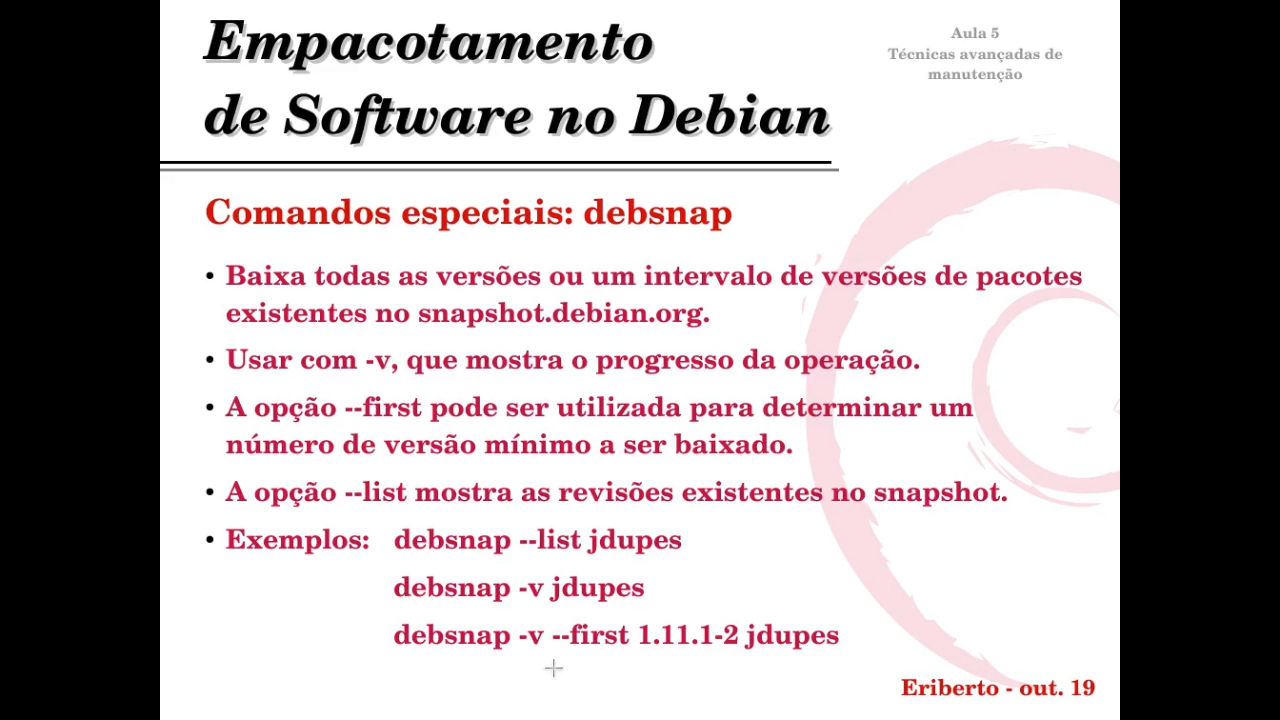 Empacotamento
de Software no Debian
Aula 5
Técnicas avançadas de
manutenção
Comandos especiais: debsnap
• Baixa todas as versões ou um intervalo de versões de pacotes
existentes no snapshot.debian.org.
• Usar com -v, que mostra o progresso da operação.
• A opção --first pode ser utilizada para determinar um
número de versão mínimo a ser baixado.
• A opção --list mostra as revisões existentes no snapshot.
• Exemplos: debsnap --list jdupes
debsnap -v jdupes
debsnap -v --first 1.11.1-2 jdupes
Eriberto - out. 19